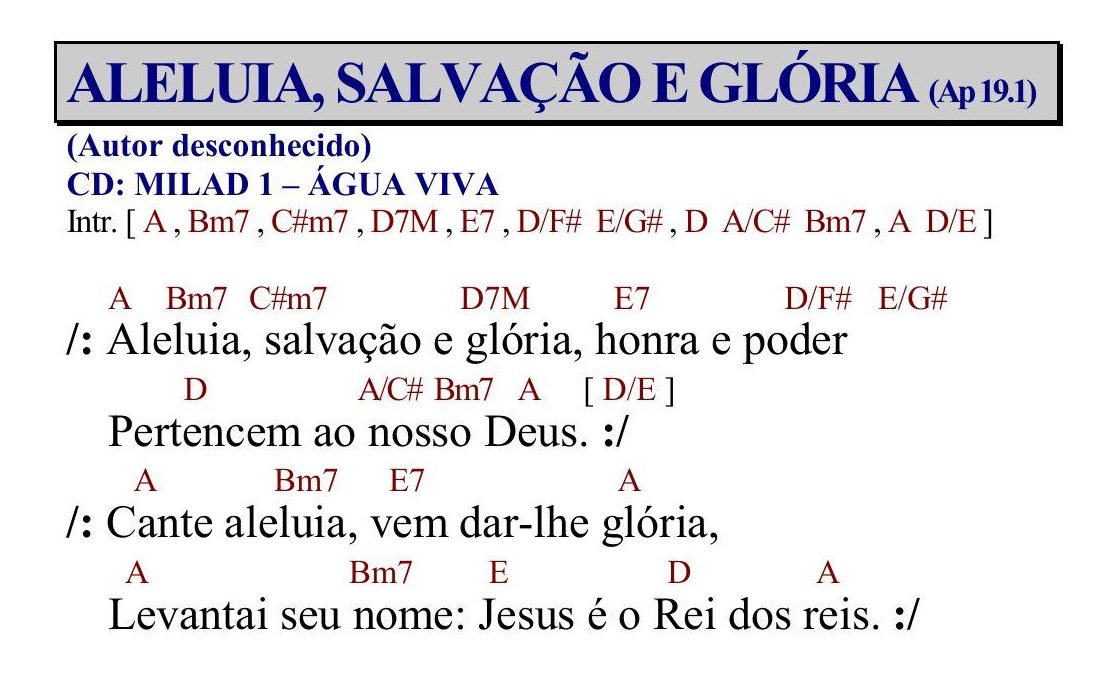 ALELUIA, SALVAÇÃO E GLÓRIA (Ap 19.1)
(Autor desconhecido)
CD: MILAD 1 – ÁGUA VIVA
Intr. [ A , Bm7 , C#m7 , D7M , E7 , D/F# E/G# , D A/C# Bm7 , A D/E ]
A Bm7 C#m7 D7M E7 D/F# E/G#
/: Aleluia, salvação e glória, honra e poder
D A/C# Bm7 A [ D/E ]
Pertencem ao nosso Deus. :/
A Bm7 E7 A
/: Cante aleluia, vem dar-lhe glória,
A Bm7 E D A
Levantai seu nome: Jesus é o Rei dos reis. :/